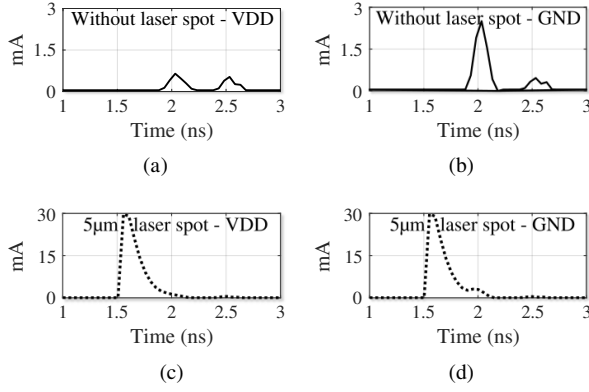 Without laser spot - VDD
mA
3
1.5
0
1 1.5 2 2.5 3
Time (ns)
(a)
Without laser spot - GND
mA
3
1.5
0
1 1.5 2 2.5 3
Time (ns)
(b)
5μm laser spot - VDD
mA
30
15
0
1 1.5 2 2.5 3
Time (ns)
(c)
5μm laser spot - GND
mA
30
15
0
1 1.5 2 2.5 3
Time (ns)
(d)